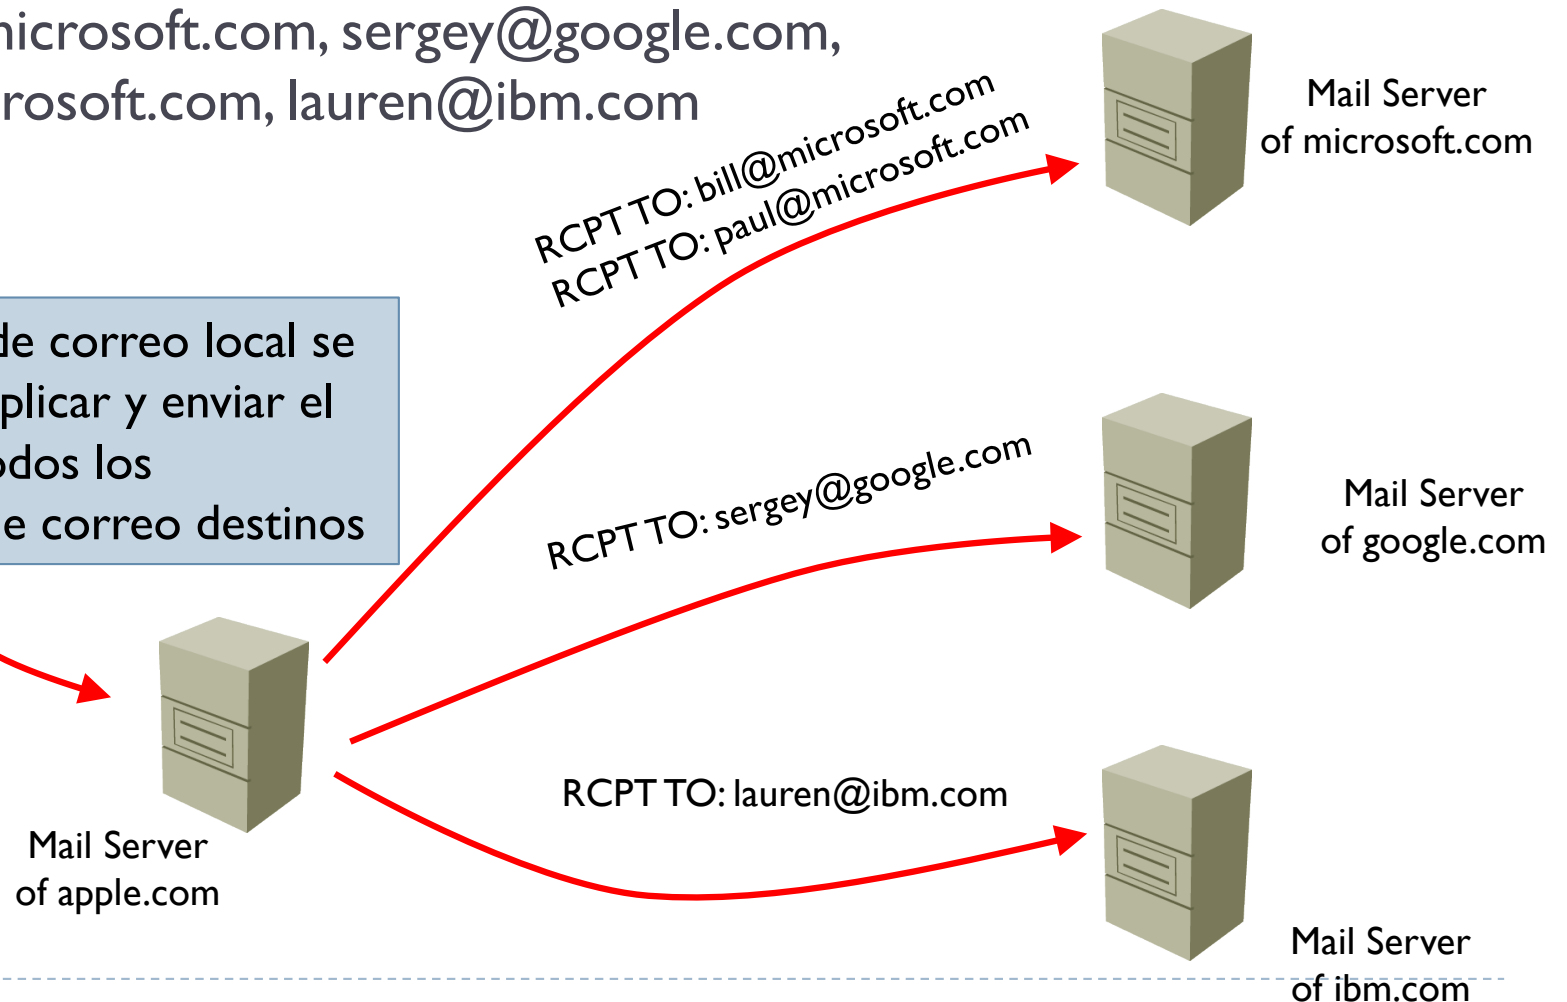 microsoft.com, sergey@google.com,
rosoft.com, lauren@ibm.com
RCPT TO: bill@microsoft.com
RCPT TO: paul@microsoft.com
Mail Server
of microsoft.com
de correo local se
plicar y enviar el
odos los
e correo destinos
RCPT TO: sergey@google.com
Mail Server
of google.com
RCPT TO: lauren@ibm.com
Mail Server
of apple.com
Mail Server
of ibm.com